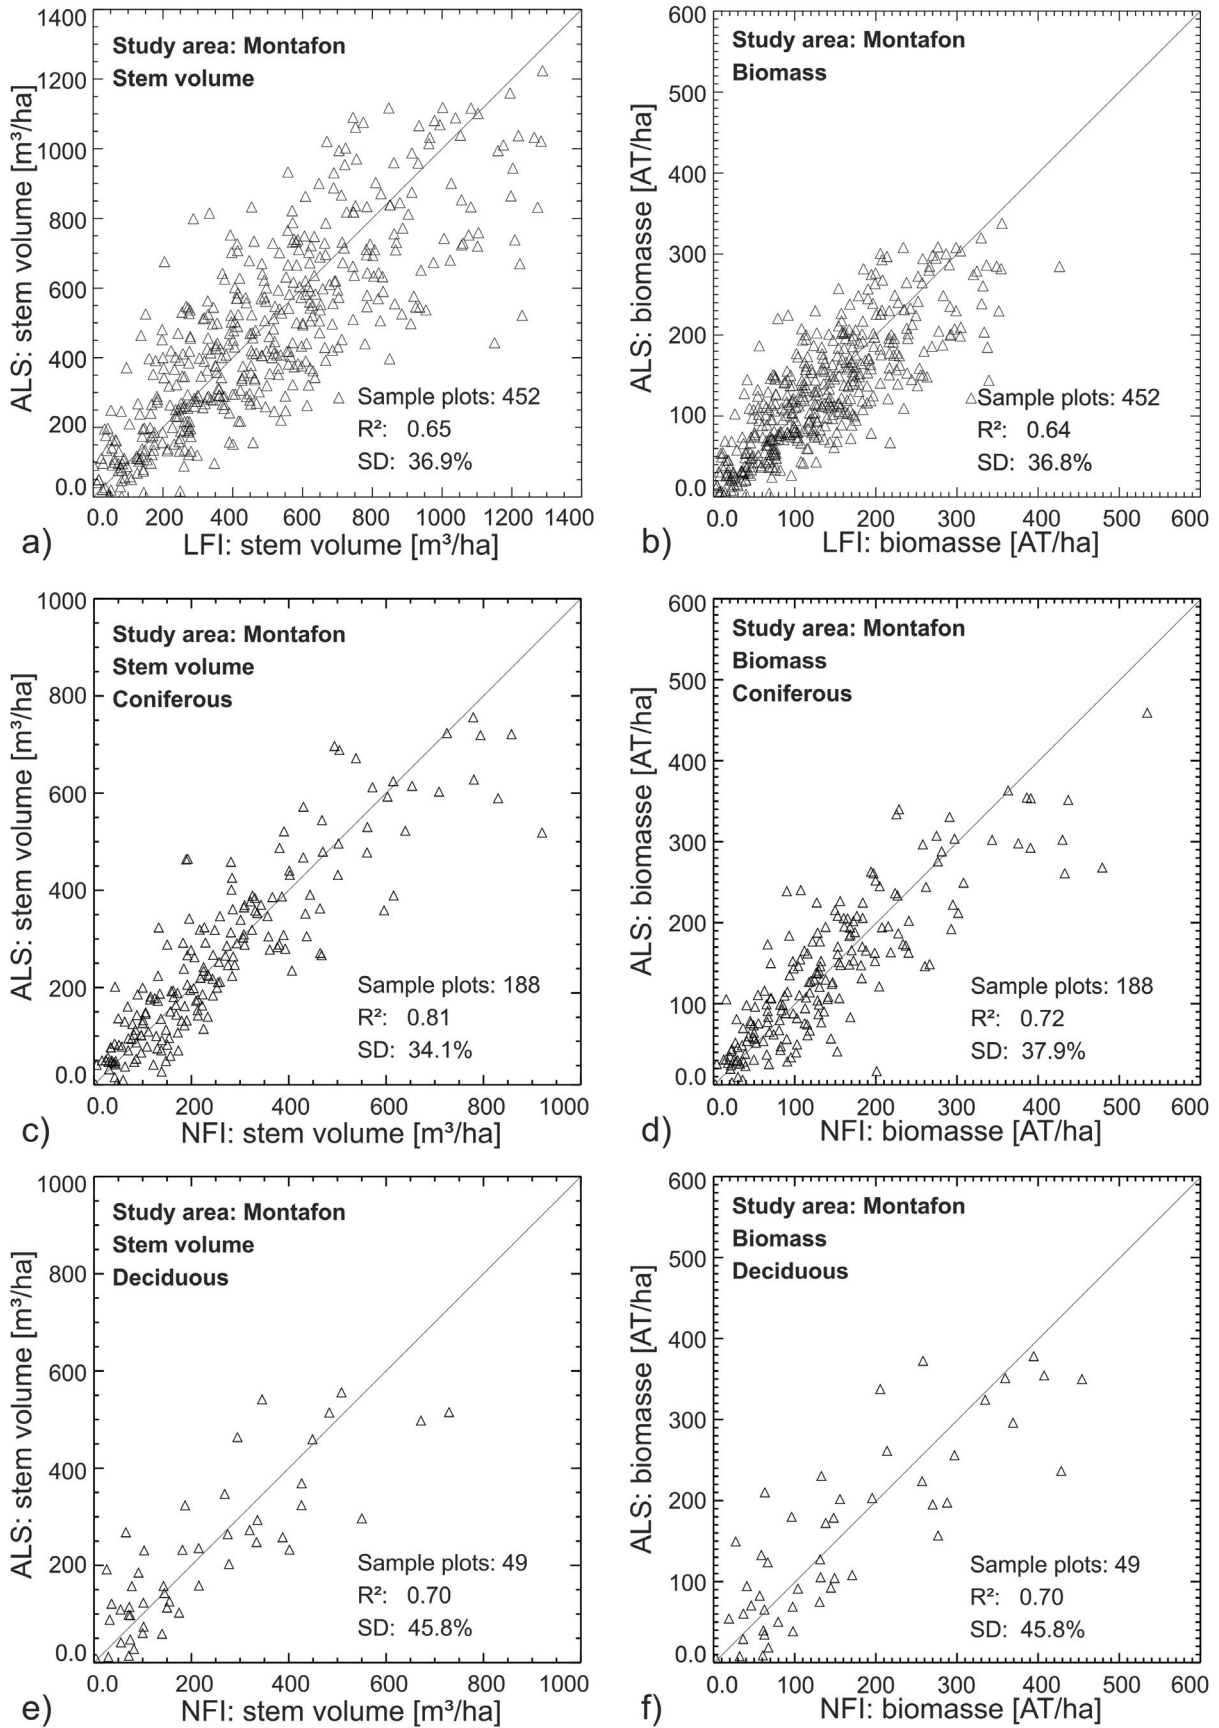 Study area: Montafon
Stem volume
ALS: stem volume [m³/ha]
1400
1200
1000
800
600
400
200
0.0
Sample plots: 452
R²: 0.65
SD: 36.9%
0.0 200 400 600 800 1000 1200 1400
a) LFI: stem volume [m³/ha]
Study area: Montafon
Biomass
ALS: biomasse [AT/ha]
600
500
400
300
200
100
0.0
Sample plots: 452
R²: 0.64
SD: 36.8%
0.0 100 200 300 400 500 600
b) LFI: biomasse [AT/ha]
Study area: Montafon
Stem volume
Coniferous
ALS: stem volume [m³/ha]
1000
800
600
400
200
0.0
Sample plots: 188
R²: 0.81
SD: 34.1%
0.0 200 400 600 800 1000
c) NFI: stem volume [m³/ha]
Study area: Montafon
Biomass
Coniferous
ALS: biomasse [AT/ha]
600
500
400
300
200
100
0.0
Sample plots: 188
R²: 0.72
SD: 37.9%
0.0 100 200 300 400 500 600
d) NFI: biomasse [AT/ha]
Study area: Montafon
Stem volume
Deciduous
ALS: stem volume [m³/ha]
1000
800
600
400
200
0.0
Sample plots: 49
R²: 0.70
SD: 45.8%
0.0 200 400 600 800 1000
e) NFI: stem volume [m³/ha]
Study area: Montafon
Biomass
Deciduous
ALS: biomasse [AT/ha]
600
500
400
300
200
100
0.0
Sample plots: 49
R²: 0.70
SD: 45.8%
0.0 100 200 300 400 500 600
f) NFI: biomasse [AT/ha]